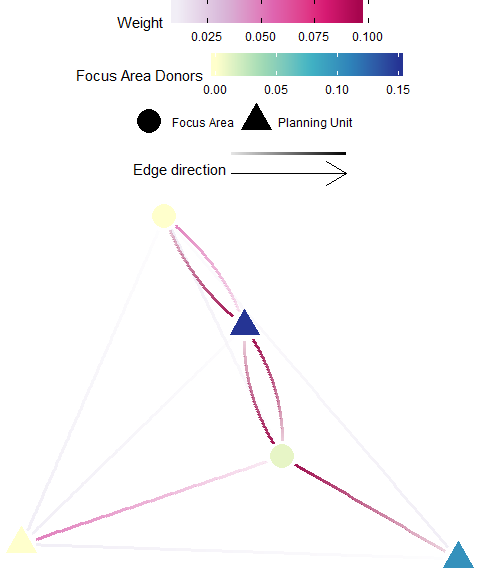 Weight
0.025 0.050 0.075 0.100
Focus Area Donors
0.00 0.05 0.10 0.15
Focus Area Planning Unit
Edge direction